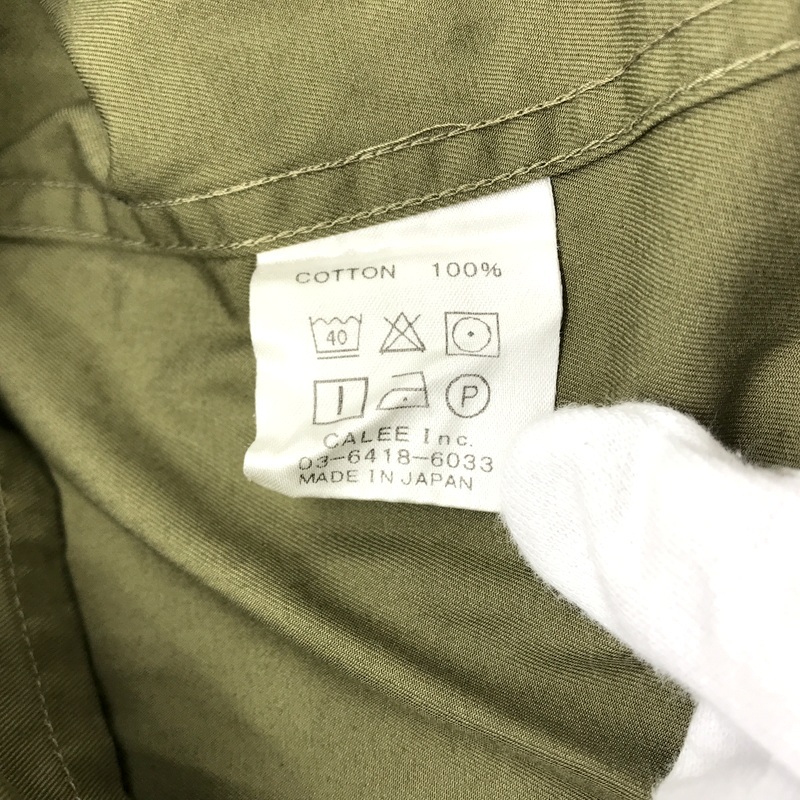 COTTON 100%
40
P
CALEE Inc.
03-6418-6033
MADE IN JAPAN